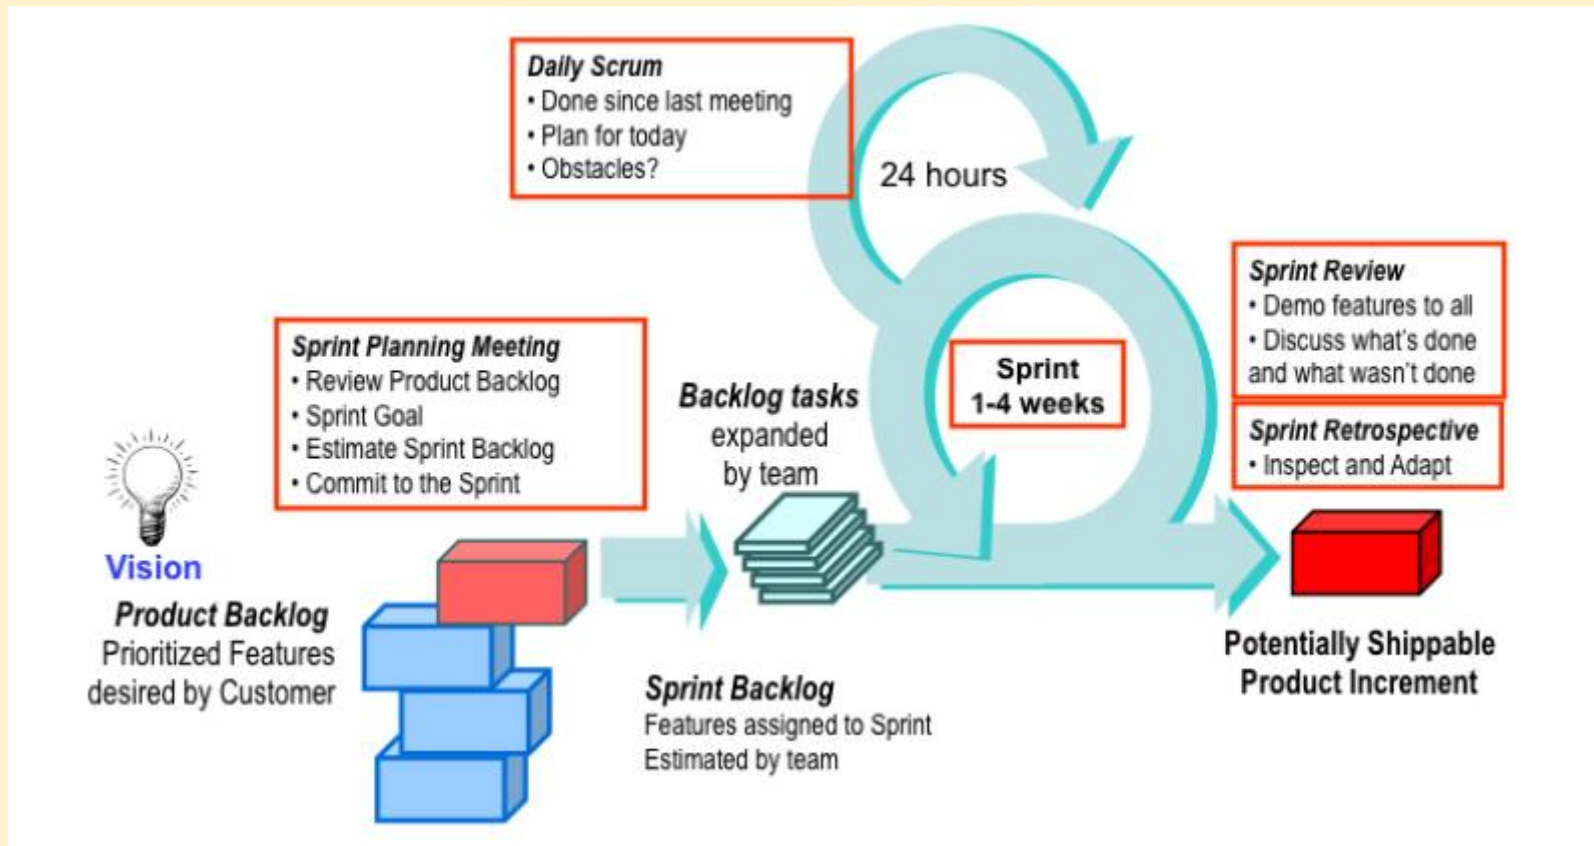 Daily Scrum
• Done since last meeting
• Plan for today
• Obstacles?
24 hours
Sprint Planning Meeting
• Review Product Backlog
• Sprint Goal
• Estimate Sprint Backlog
• Commit to the Sprint
Vision
Product Backlog
Prioritized Features
desired by Customer
Backlog tasks
expanded
by team
Sprint Backlog
Features assigned to Sprint
Estimated by team
Sprint
1-4 weeks
Sprint Review
• Demo features to all
• Discuss what's done
and what wasn't done
Sprint Retrospective
• Inspect and Adapt
Potentially Shippable
Product Increment